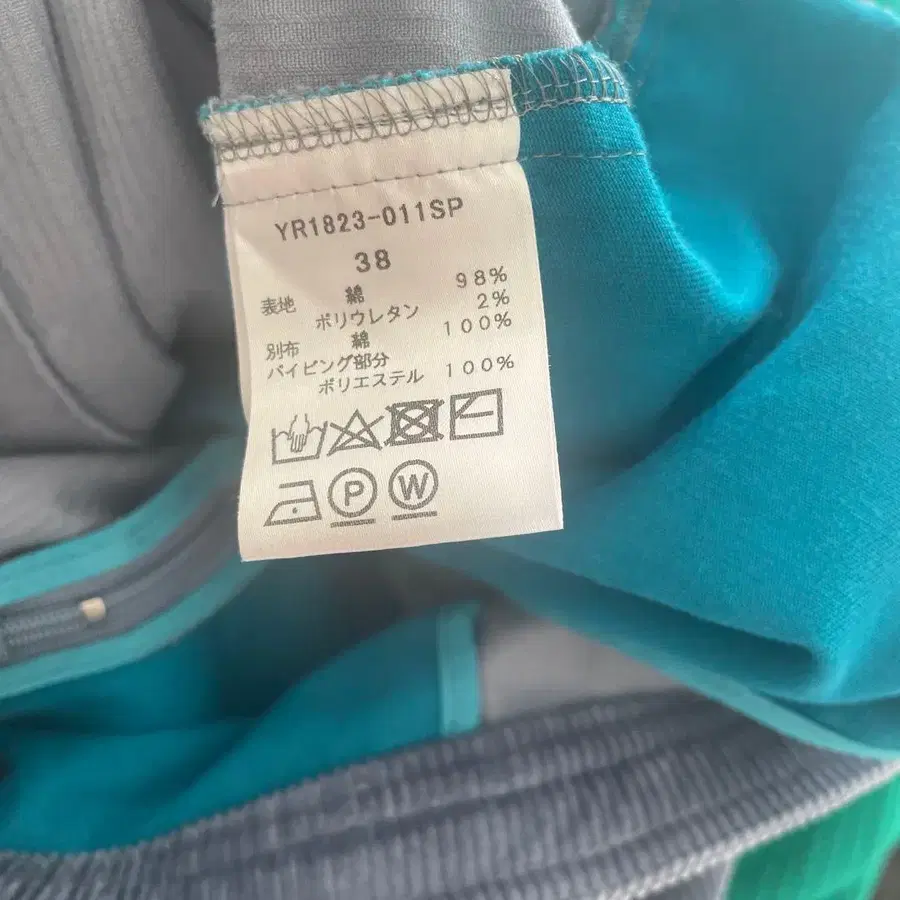 YR1823-011SP
38
表地 綿 98%
ポリウレタン 2%
別布 綿 100%
パイピング部分
ポリエステル 100%
P W